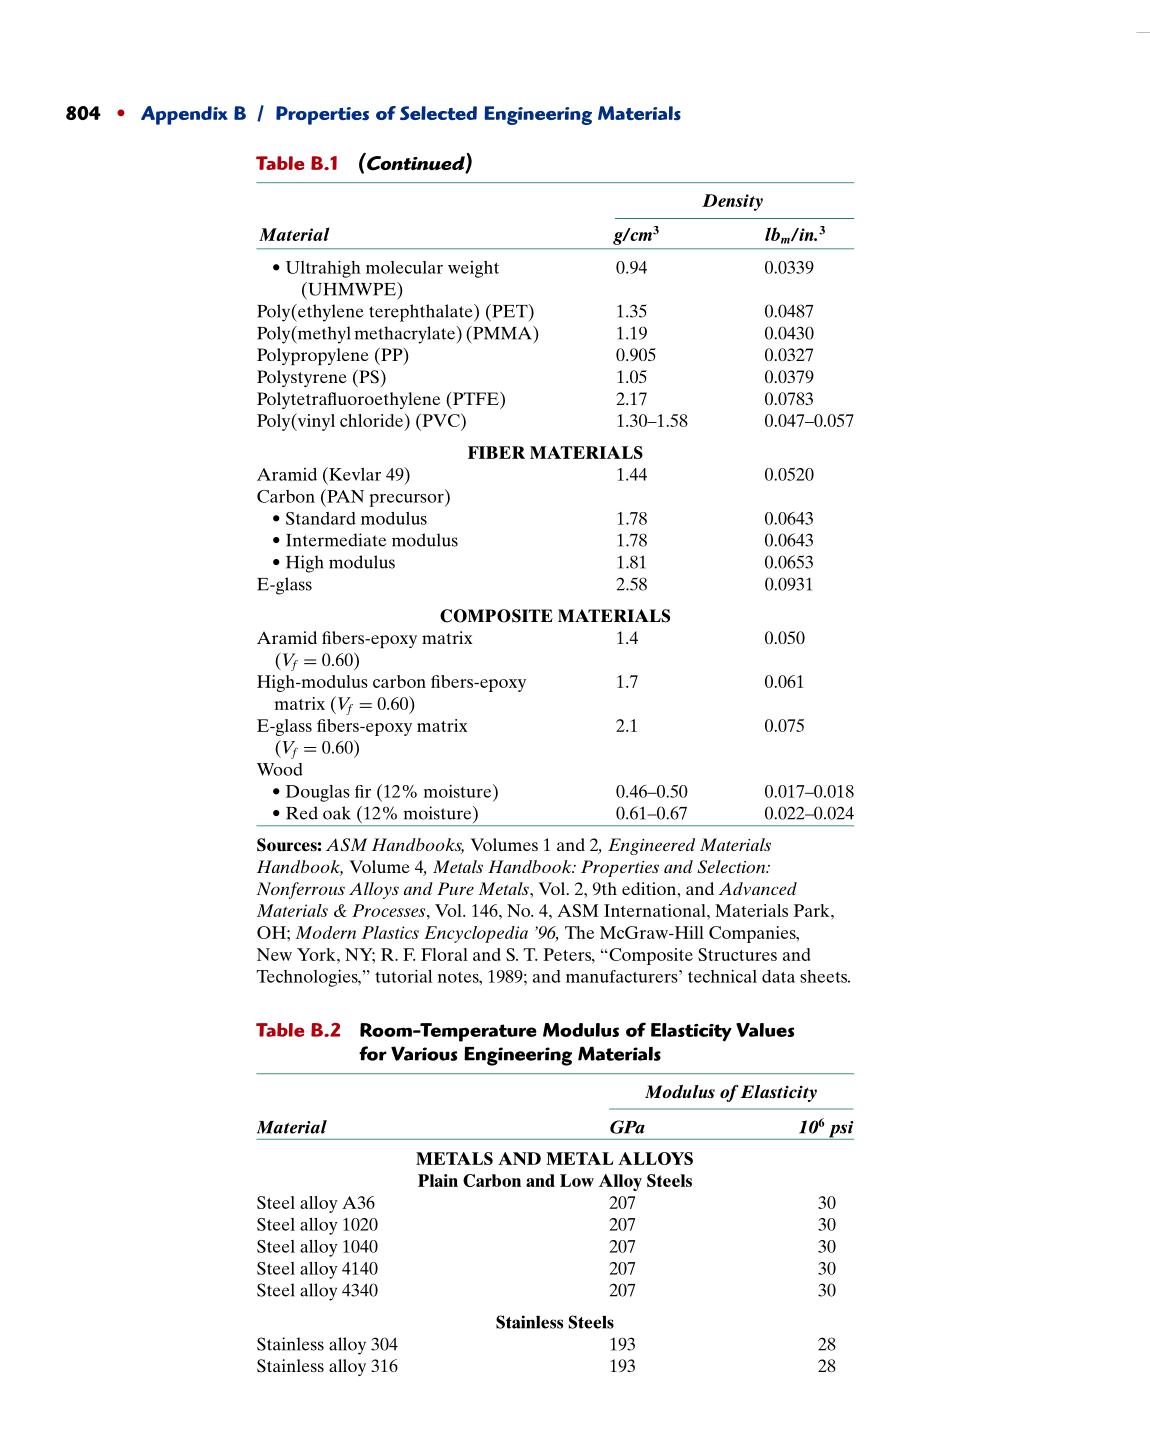 804 • Appendix B / Properties of Selected Engineering Materials
Table B.1 (Continued)
Density
Material g/cm³ lbₘ/in.³
• Ultrahigh molecular weight 0.94 0.0339
(UHMWPE)
Poly(ethylene terephthalate) (PET) 1.35 0.0487
Poly(methyl methacrylate) (PMMA) 1.19 0.0430
Polypropylene (PP) 0.905 0.0327
Polystyrene (PS) 1.05 0.0379
Polytetrafluoroethylene (PTFE) 2.17 0.0783
Poly(vinyl chloride) (PVC) 1.30–1.58 0.047–0.057
FIBER MATERIALS
Aramid (Kevlar 49) 1.44 0.0520
Carbon (PAN precursor)
• Standard modulus 1.78 0.0643
• Intermediate modulus 1.78 0.0643
• High modulus 1.81 0.0653
E-glass 2.58 0.0931
COMPOSITE MATERIALS
Aramid fibers-epoxy matrix 1.4 0.050
(V_f = 0.60)
High-modulus carbon fibers-epoxy 1.7 0.061
matrix (V_f = 0.60)
E-glass fibers-epoxy matrix 2.1 0.075
(V_f = 0.60)
Wood
• Douglas fir (12% moisture) 0.46–0.50 0.017–0.018
• Red oak (12% moisture) 0.61–0.67 0.022–0.024
Sources: ASM Handbooks, Volumes 1 and 2, Engineered Materials
Handbook, Volume 4, Metals Handbook: Properties and Selection:
Nonferrous Alloys and Pure Metals, Vol. 2, 9th edition, and Advanced
Materials & Processes, Vol. 146, No. 4, ASM International, Materials Park,
OH; Modern Plastics Encyclopedia ’96, The McGraw-Hill Companies,
New York, NY; R. F. Floral and S. T. Peters, “Composite Structures and
Technologies,” tutorial notes, 1989; and manufacturers’ technical data sheets.
Table B.2 Room-Temperature Modulus of Elasticity Values
for Various Engineering Materials
Modulus of Elasticity
Material GPa 10⁶ psi
METALS AND METAL ALLOYS
Plain Carbon and Low Alloy Steels
Steel alloy A36 207 30
Steel alloy 1020 207 30
Steel alloy 1040 207 30
Steel alloy 4140 207 30
Steel alloy 4340 207 30
Stainless Steels
Stainless alloy 304 193 28
Stainless alloy 316 193 28